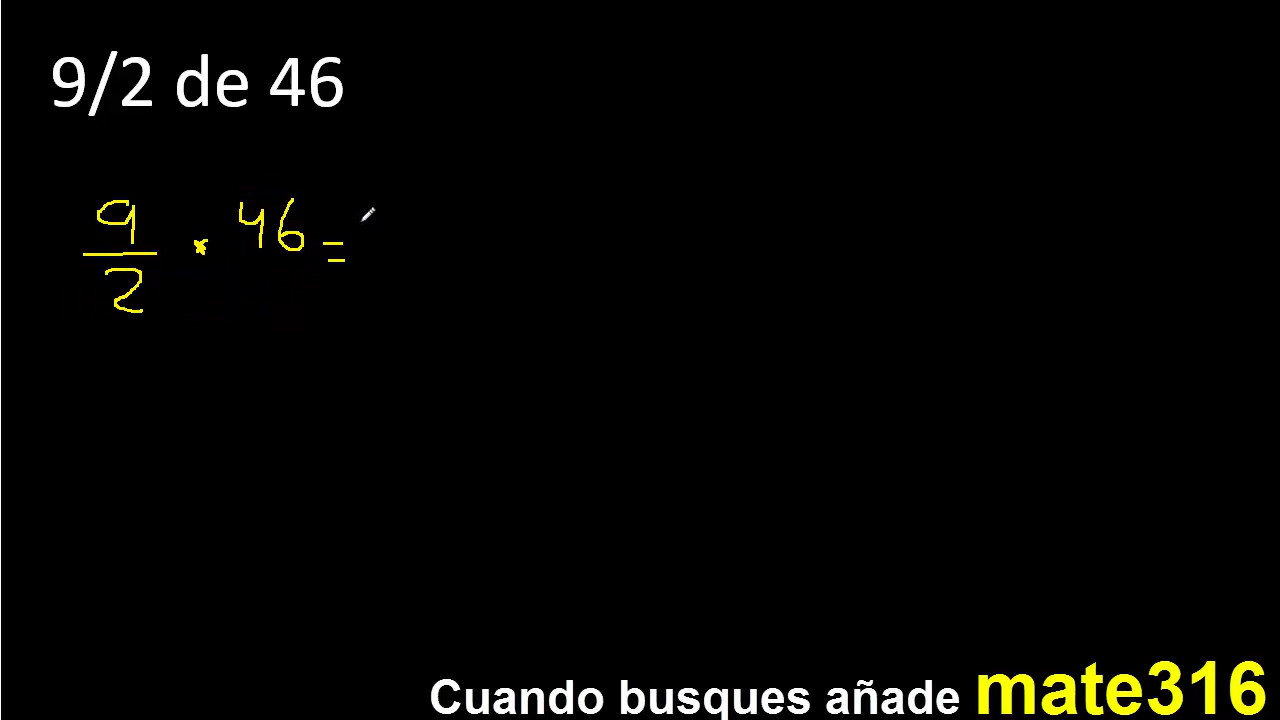 9/2 de 46
9
2
* 46 =
Cuando busques añade mate316